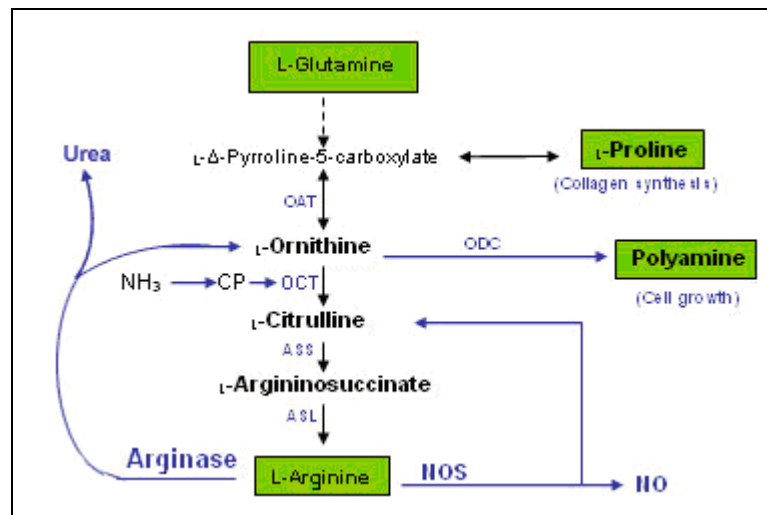 L-Glutamine
Urea
L-Δ-Pyrroline-5-carboxylate
L-Proline
(Collagen synthesis)
OAT
L-Ornithine
ODC
Polyamine
(Cell growth)
NH₃
CP
OCT
L-Citrulline
ASS
L-Argininosuccinate
ASL
Arginase
L-Arginine
NOS
NO